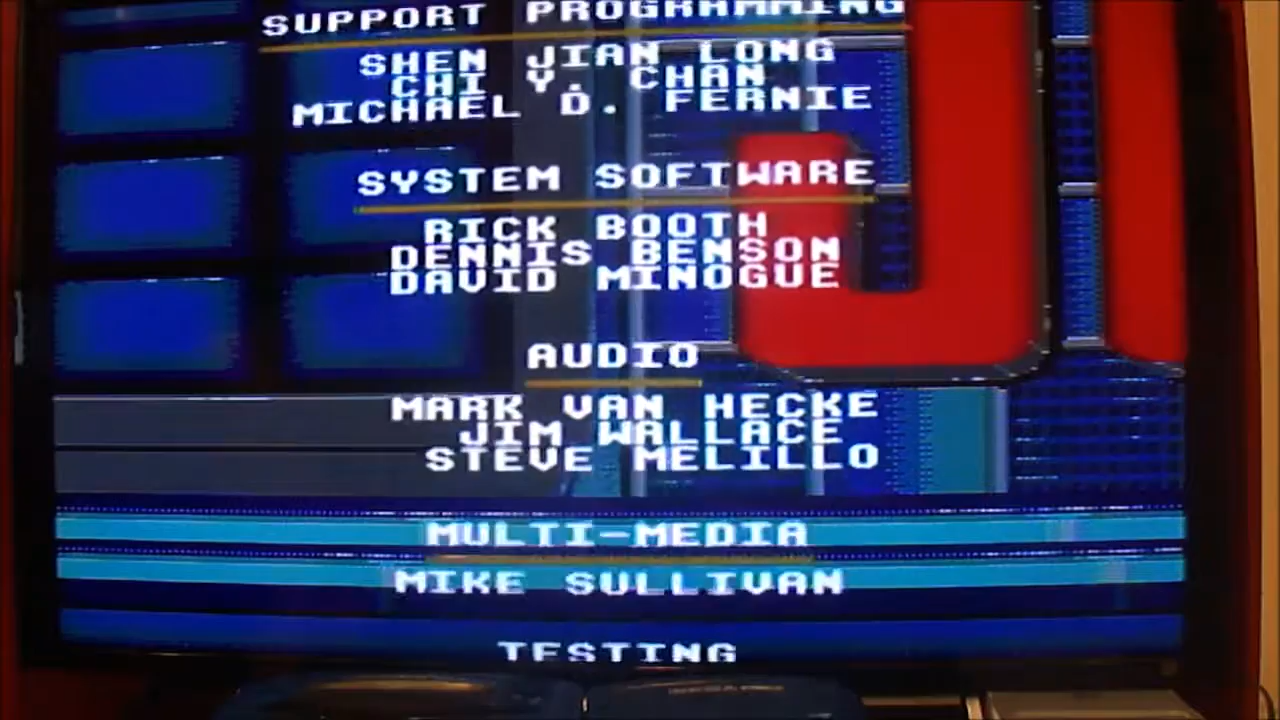 SUPPORT PROGRAMMING
SHEN JIAN LONG
CHI Y. CHAN
MICHAEL D. FERNIE
SYSTEM SOFTWARE
RICK BOOTH
DENNIS BENSON
DAVID MINOGUE
AUDIO
MARK VAN HECKE
JIM WALLACE
STEVE MELILLO
MULTI-MEDIA
MIKE SULLIVAN
TESTING